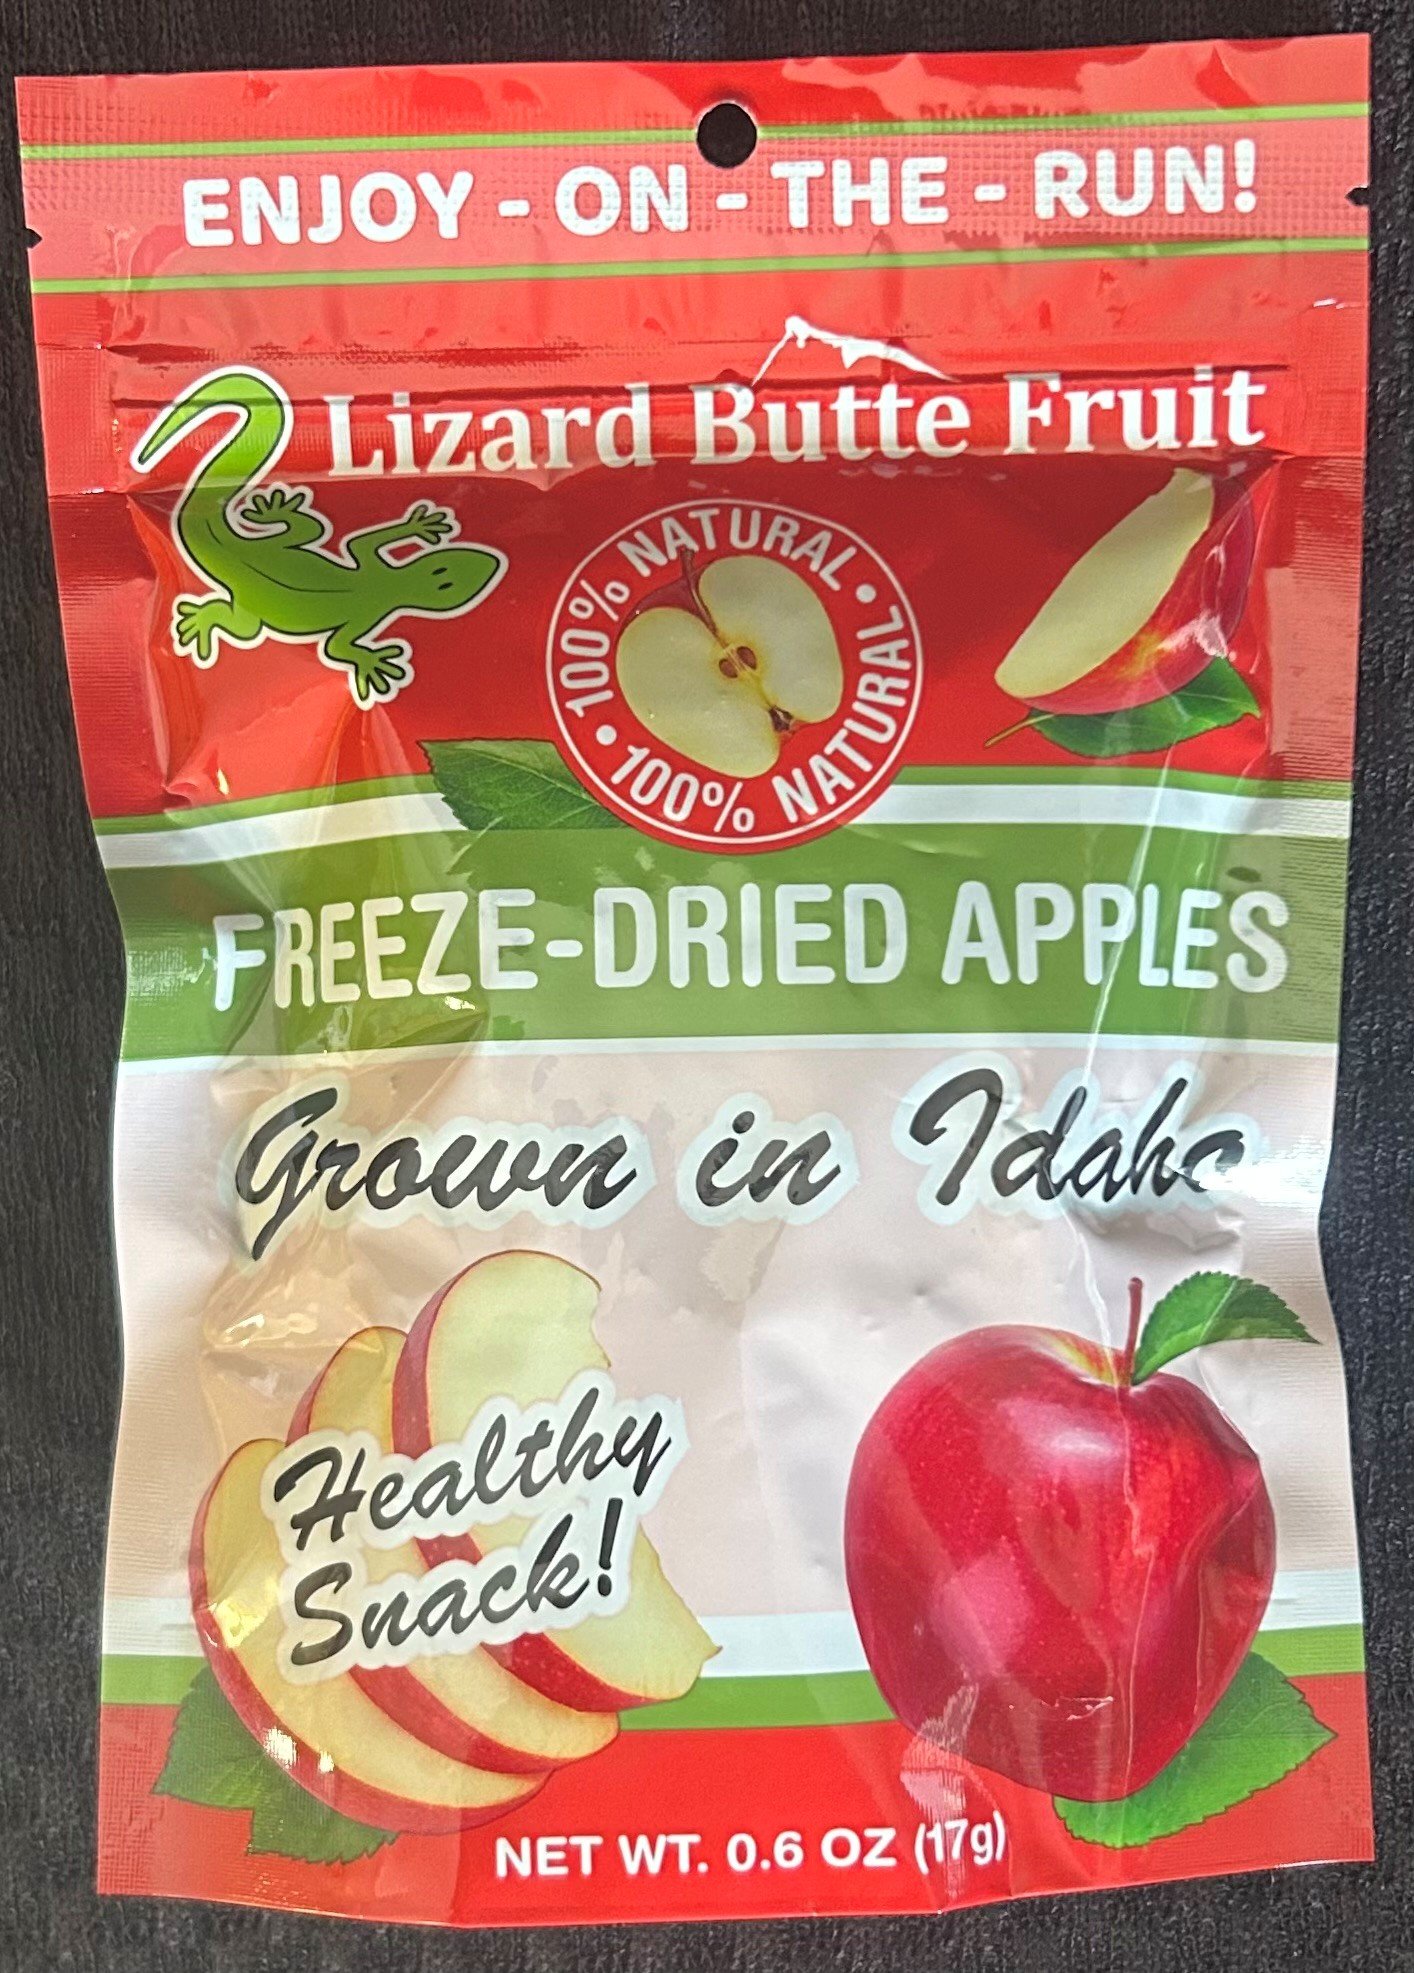 ENJOY - ON - THE - RUN!
Lizard Butte Fruit
100% NATURAL • 100% NATURAL •
FREEZE-DRIED APPLES
Grown in Idaho
Healthy
Snack!
NET WT. 0.6 OZ (17g)